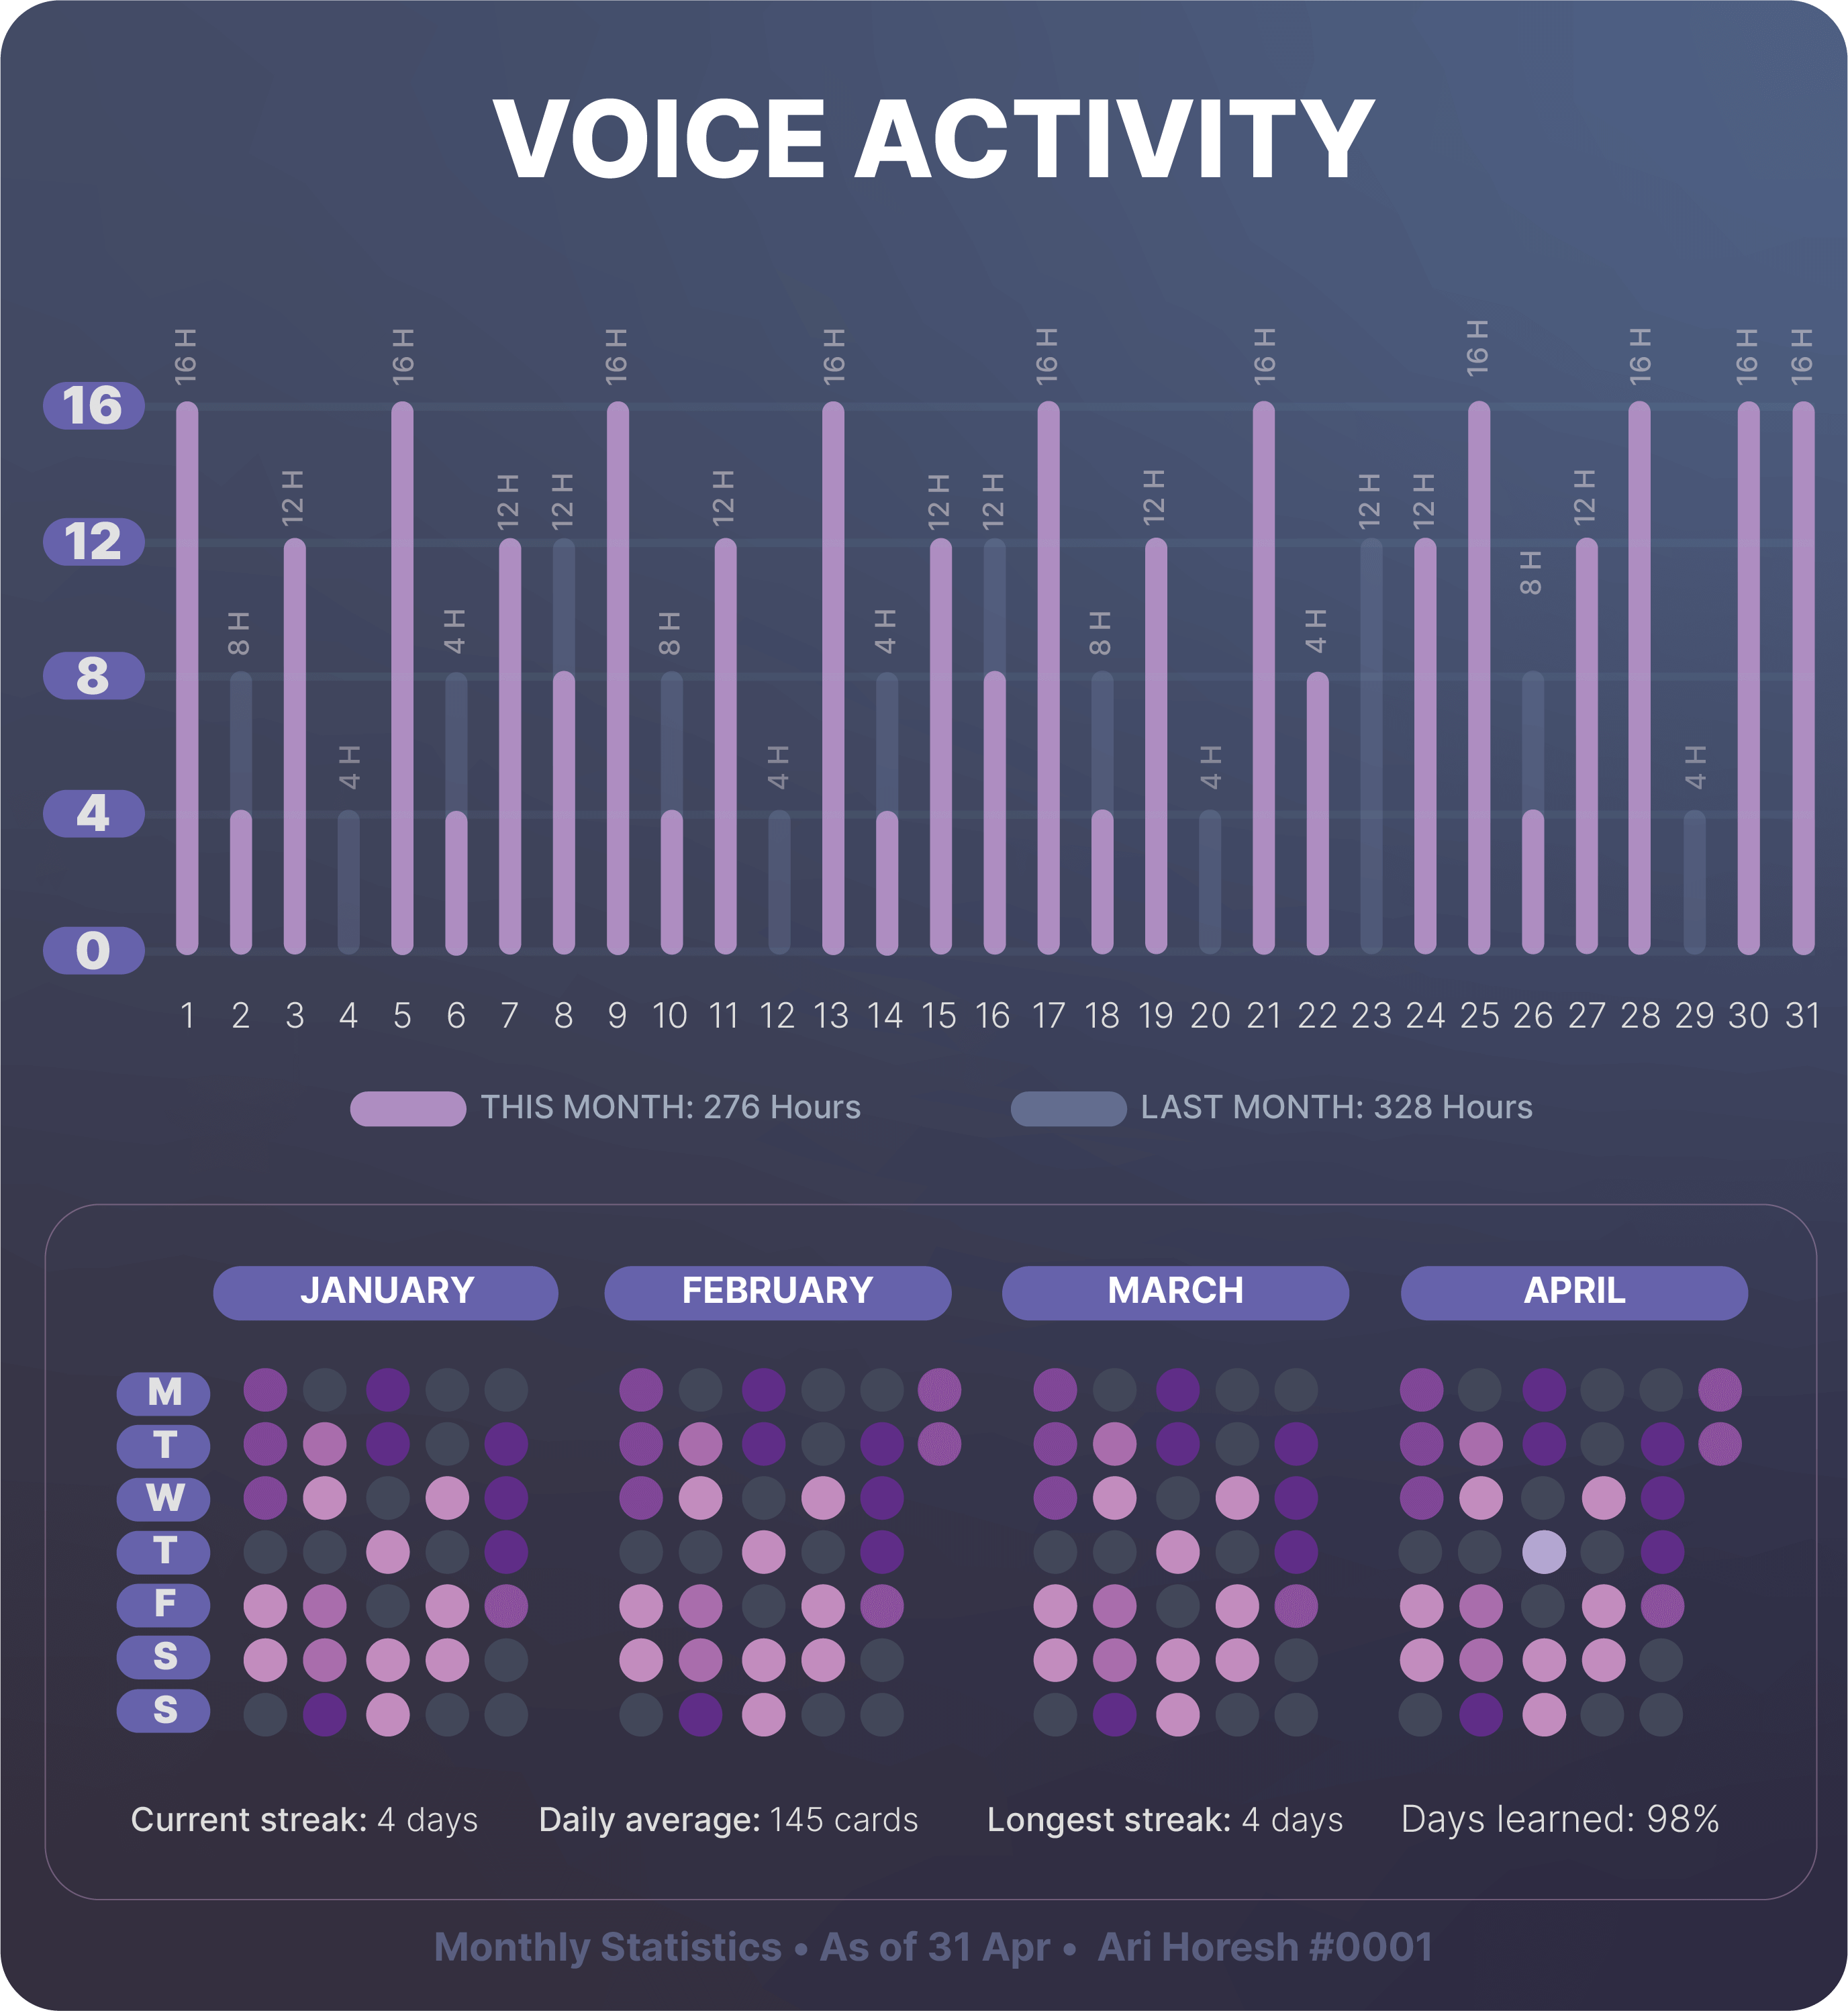 VOICE ACTIVITY
16 H
8 H
12 H
4 H
16 H
4 H
12 H
12 H
16 H
8 H
12 H
4 H
16 H
4 H
12 H
12 H
16 H
8 H
12 H
4 H
16 H
4 H
12 H
12 H
16 H
8 H
12 H
16 H
4 H
16 H
16 H
16
12
8
4
0
1 2 3 4 5 6 7 8 9 10 11 12 13 14 15 16 17 18 19 20 21 22 23 24 25 26 27 28 29 30 31
THIS MONTH: 276 Hours LAST MONTH: 328 Hours
JANUARY FEBRUARY MARCH APRIL
M
T
W
T
F
S
S
Current streak: 4 days Daily average: 145 cards Longest streak: 4 days Days learned: 98%
Monthly Statistics • As of 31 Apr • Ari Horesh #0001